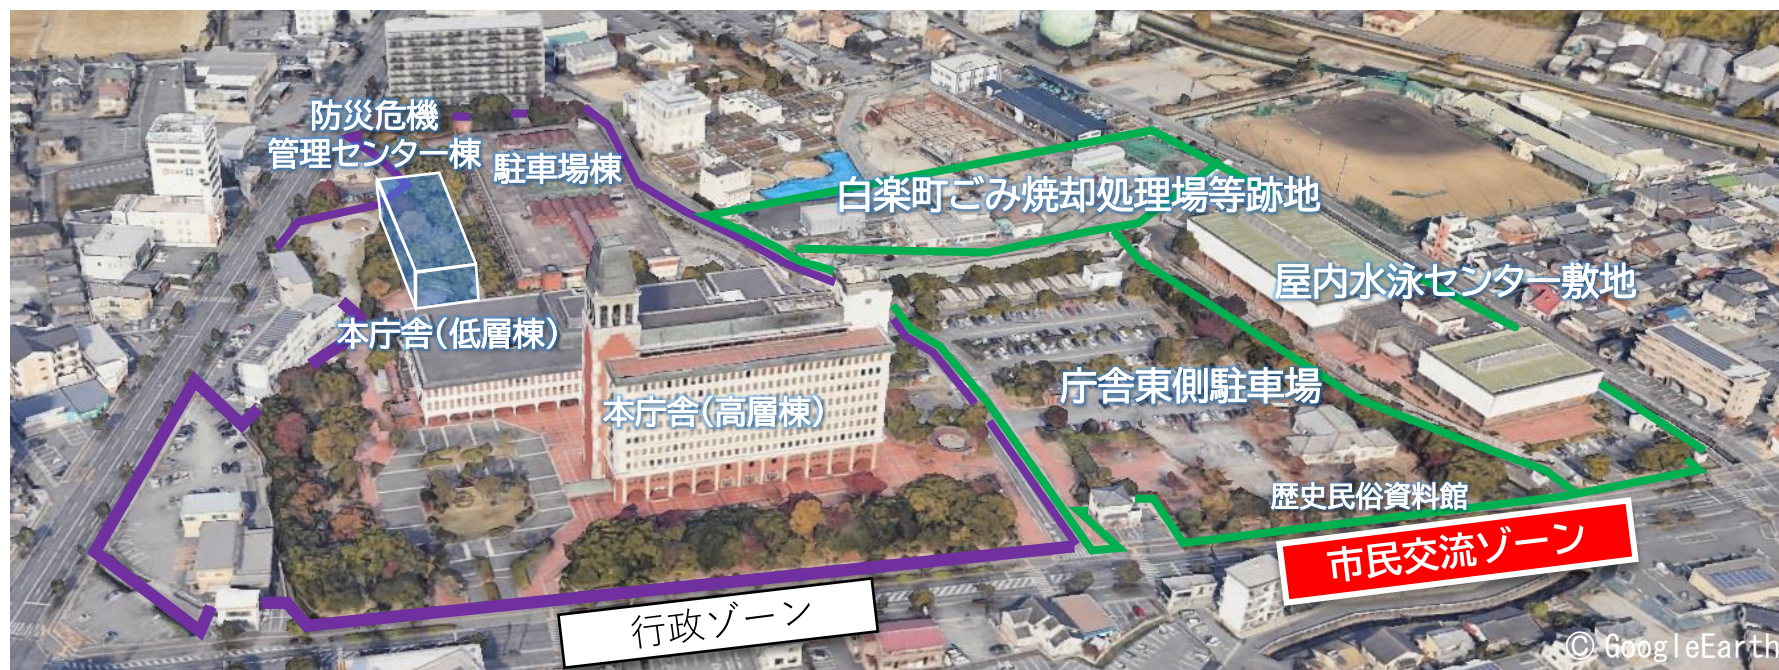 防災危機
管理センター棟
駐車場棟
白楽町ごみ焼却処理場等跡地
屋内水泳センター敷地
本庁舎（低層棟）
庁舎東側駐車場
本庁舎（高層棟）
歴史民俗資料館
市民交流ゾーン
行政ゾーン
© GoogleEarth